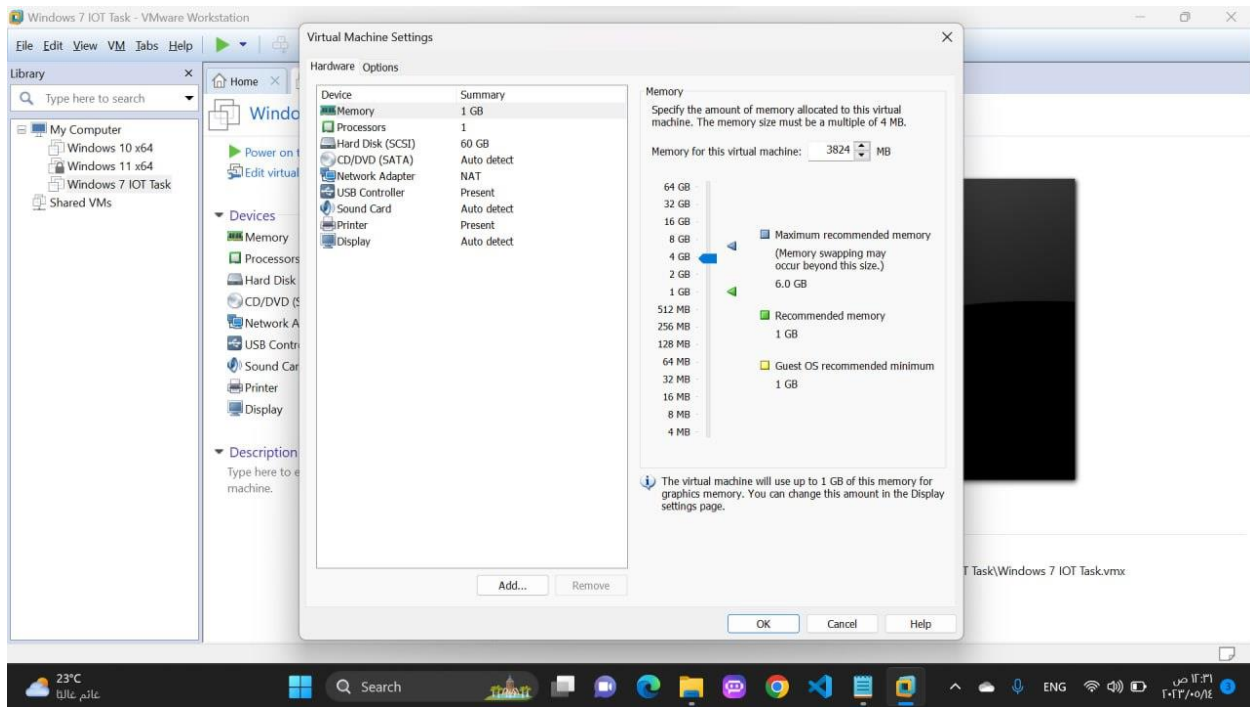 Windows 7 IOT Task - VMware Workstation
File Edit View VM Tabs Help
Library
Type here to search
My Computer
Windows 10 x64
Windows 11 x64
Windows 7 IOT Task
Shared VMs
Home
Windo
Power on t
Edit virtual
Devices
Memory
Processors
Hard Disk
CD/DVD (S
Network A
USB Contr
Sound Car
Printer
Display
Description
Type here to e
machine.
Virtual Machine Settings
Hardware Options
Device Summary
Memory 1 GB
Processors 1
Hard Disk (SCSI) 60 GB
CD/DVD (SATA) Auto detect
Network Adapter NAT
USB Controller Present
Sound Card Auto detect
Printer Present
Display Auto detect
Add... Remove
Memory
Specify the amount of memory allocated to this virtual
machine. The memory size must be a multiple of 4 MB.
Memory for this virtual machine: 3824 MB
64 GB
32 GB
16 GB
8 GB
4 GB
2 GB
1 GB
512 MB
256 MB
128 MB
64 MB
32 MB
16 MB
8 MB
4 MB
Maximum recommended memory
(Memory swapping may
occur beyond this size.)
6.0 GB
Recommended memory
1 GB
Guest OS recommended minimum
1 GB
The virtual machine will use up to 1 GB of this memory for
graphics memory. You can change this amount in the Display
settings page.
OK Cancel Help
T Task\Windows 7 IOT Task.vmx
23°C
غائم غالبًا
Search
ENG
١٢:٣١ ص
٢٠٢٣/٠٥/١٤
3